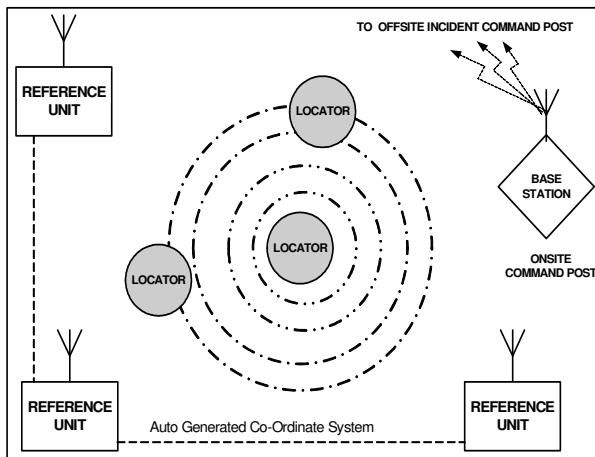 TO OFFSITE INCIDENT COMMAND POST
REFERENCE
UNIT
LOCATOR
BASE
STATION
LOCATOR
ONSITE
COMMAND POST
LOCATOR
REFERENCE
UNIT
Auto Generated Co-Ordinate System
REFERENCE
UNIT